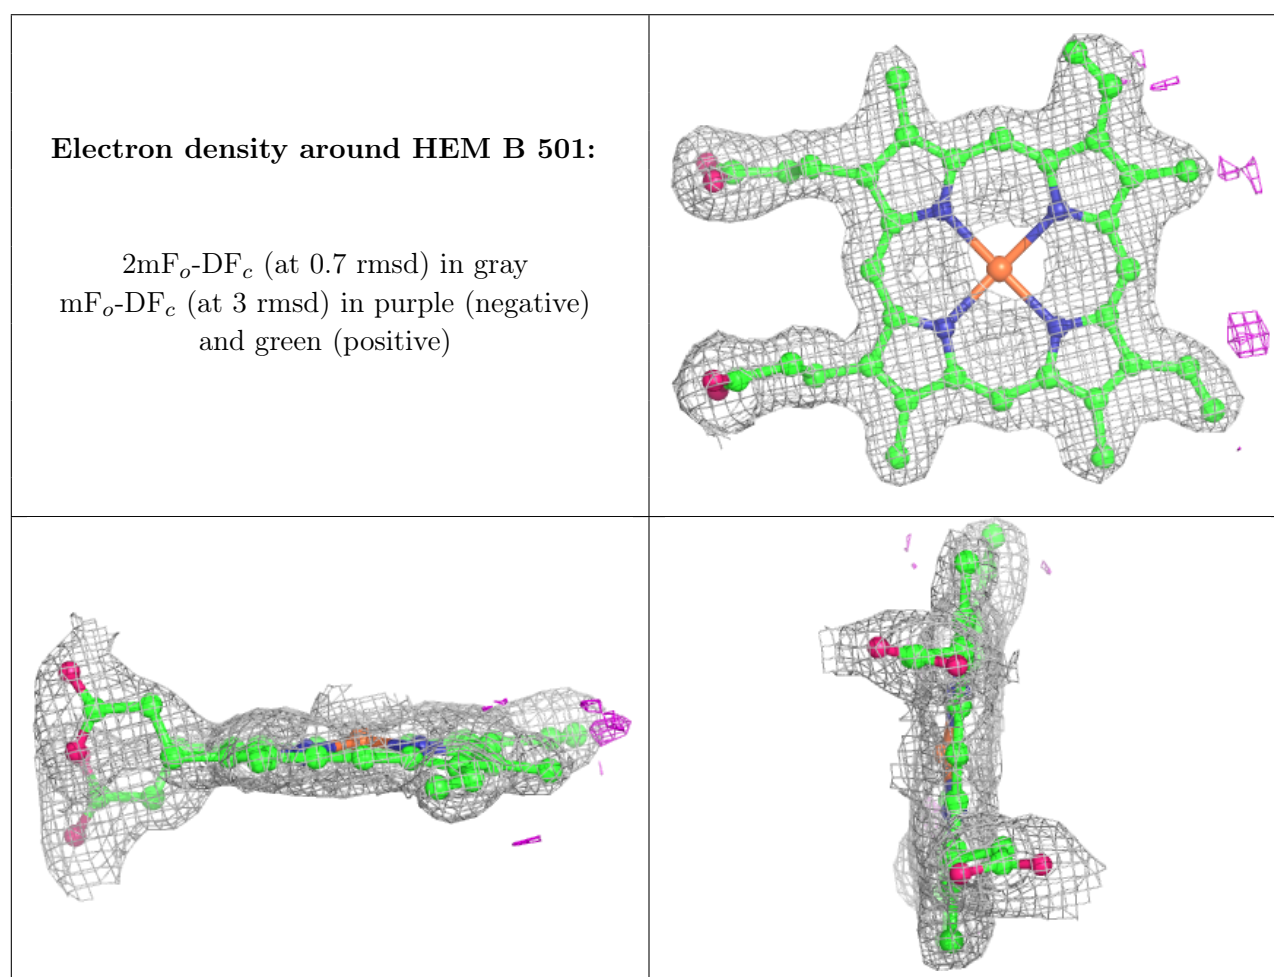 Electron density around HEM B 501:
2mFo-DFc (at 0.7 rmsd) in gray
mFo-DFc (at 3 rmsd) in purple (negative)
and green (positive)